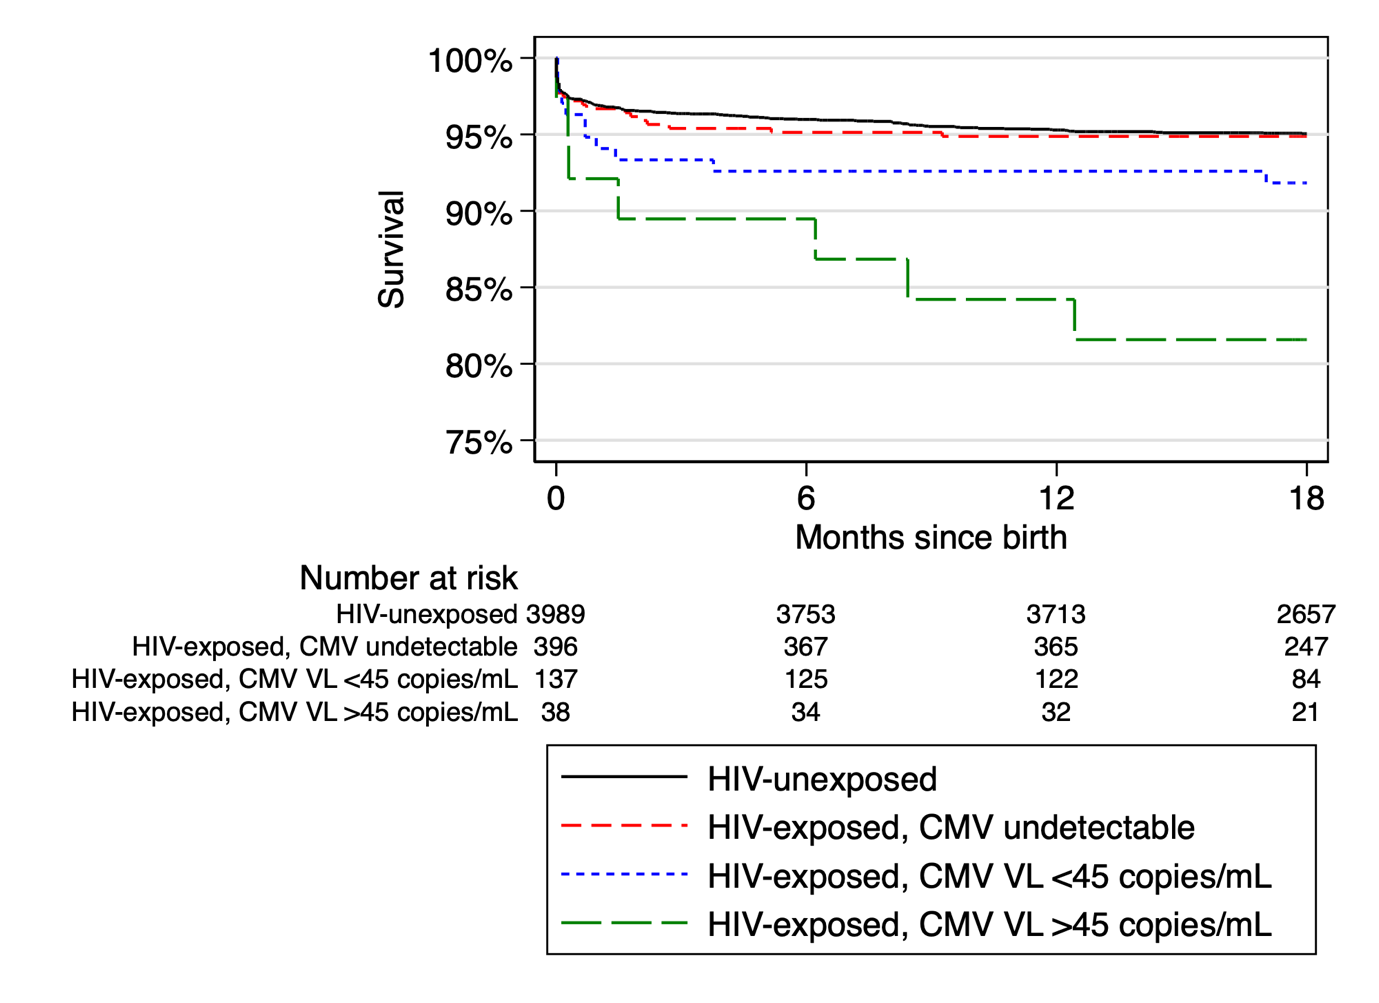 100%
95%
90%
85%
80%
75%
Survival
0 6 12 18
Months since birth
Number at risk
HIV-unexposed 3989 3753 3713 2657
HIV-exposed, CMV undetectable 396 367 365 247
HIV-exposed, CMV VL <45 copies/mL 137 125 122 84
HIV-exposed, CMV VL >45 copies/mL 38 34 32 21
HIV-unexposed
HIV-exposed, CMV undetectable
HIV-exposed, CMV VL <45 copies/mL
HIV-exposed, CMV VL >45 copies/mL